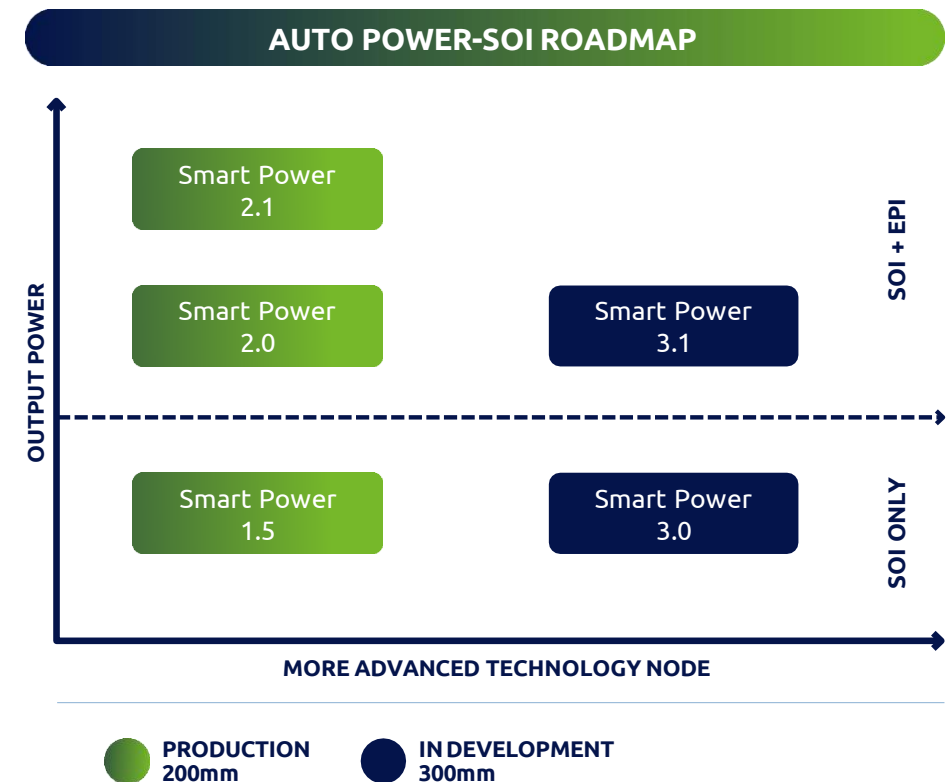 AUTO POWER-SOI ROADMAP
Smart Power
2.1
SOI + EPI
Smart Power
2.0
Smart Power
3.1
OUTPUT POWER
Smart Power
1.5
Smart Power
3.0
SOI ONLY
MORE ADVANCED TECHNOLOGY NODE
PRODUCTION
200mm
IN DEVELOPMENT
300mm